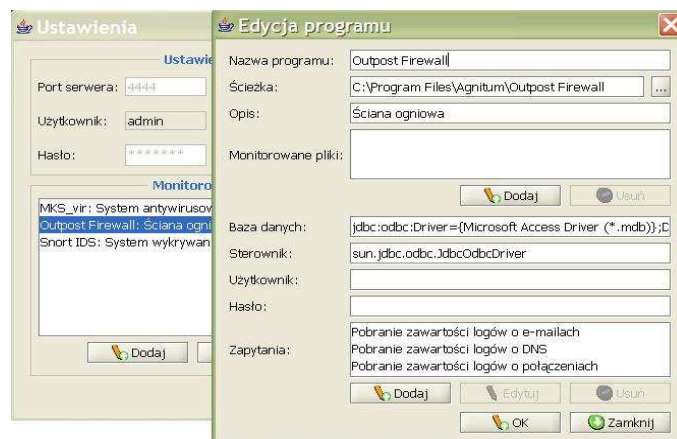 Ustawienia
Ustawie
Port serwera: 4444
Użytkownik: admin
Hasło: *******
Monitoro
MKS_vir: System antywirusow
Outpost Firewall: Ściana ogni
Snort IDS: System wykrywan
Dodaj
Edycja programu
Nazwa programu: Outpost Firewall
Ścieżka: C:\Program Files\Agnitum\Outpost Firewall ...
Opis: Ściana ogniowa
Monitorowane pliki:
Dodaj Usuń
Baza danych: jdbc:odbc:Driver={Microsoft Access Driver (*.mdb)};D
Sterownik: sun.jdbc.odbc.JdbcOdbcDriver
Użytkownik:
Hasło:
Zapytania:
Pobranie zawartości logów o e-mailach
Pobranie zawartości logów o DNS
Pobranie zawartości logów o połączeniach
Dodaj Edytuj Usuń
OK Zamknij